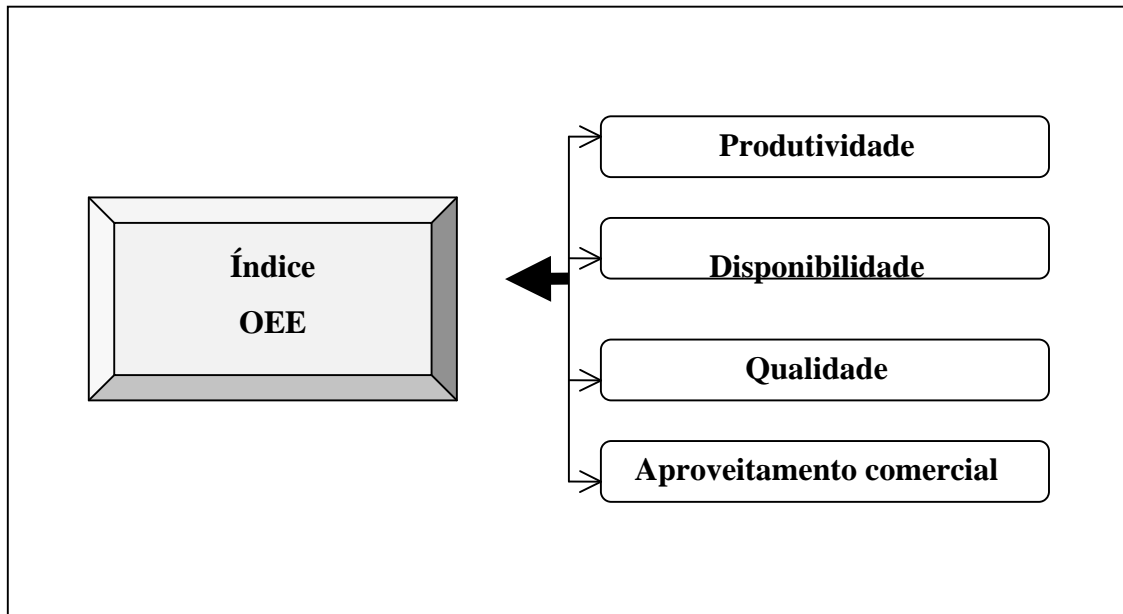 Índice
OEE
Produtividade
Disponibilidade
Qualidade
Aproveitamento comercial